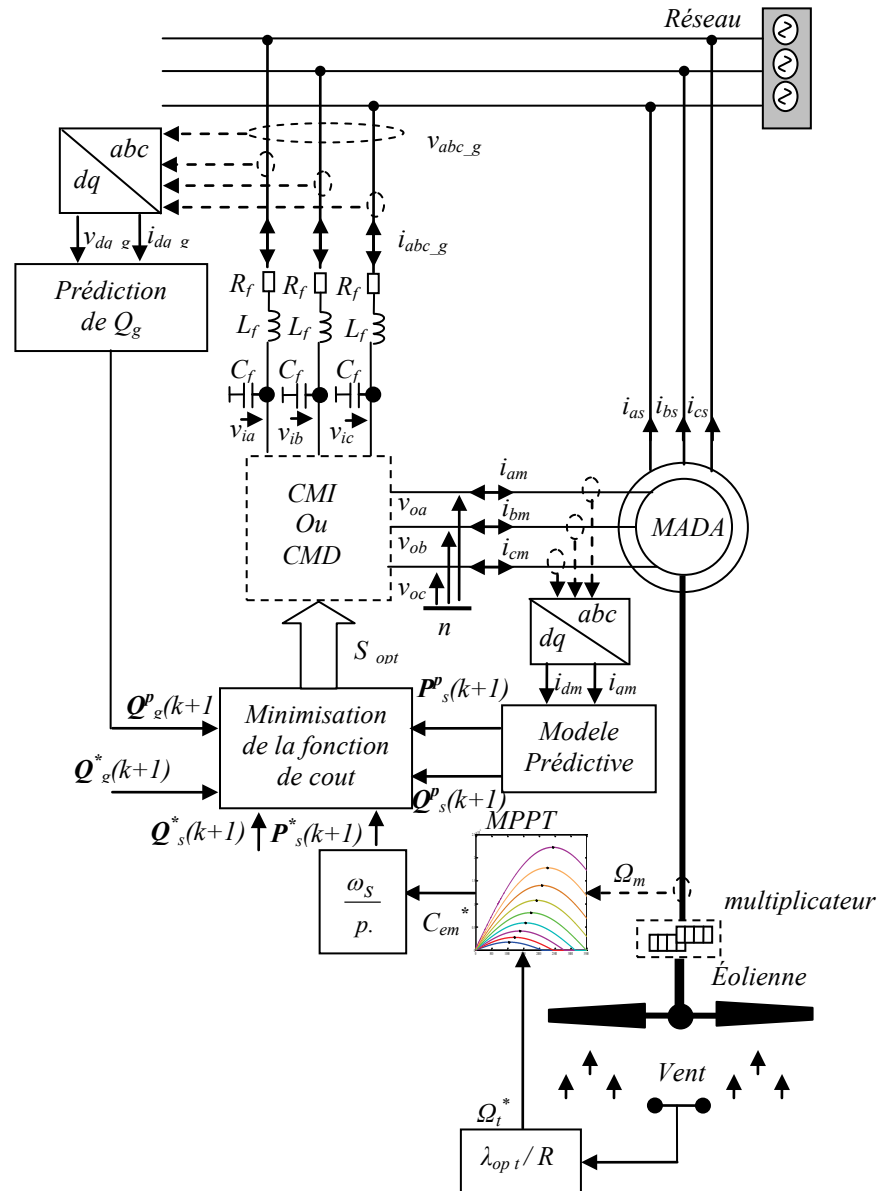 Réseau
abc
dq
v_abc_g
v_dq_g i_dq_g
i_abc_g
Prédiction
de Q_g
R_f R_f R_f
L_f L_f L_f
C_f C_f C_f
v_ia v_ib v_ic
i_as i_bs i_cs
CMI
Ou
CMD
i_am
v_oa
i_bm
v_ob
i_cm
v_oc
n
MADA
abc
dq
S_opt
i_dm i_qm
P^p_s(k+1)
Q^p_g(k+1
Minimisation
de la fonction
de cout
Modele
Prédictive
Q^*_g(k+1)
Q^p_s(k+1)
Q^*_s(k+1) P^*_s(k+1)
MPPT
ω_s
p.
C_em^*
Ω_m
multiplicateur
Éolienne
Vent
Ω_t^*
λ_op t / R